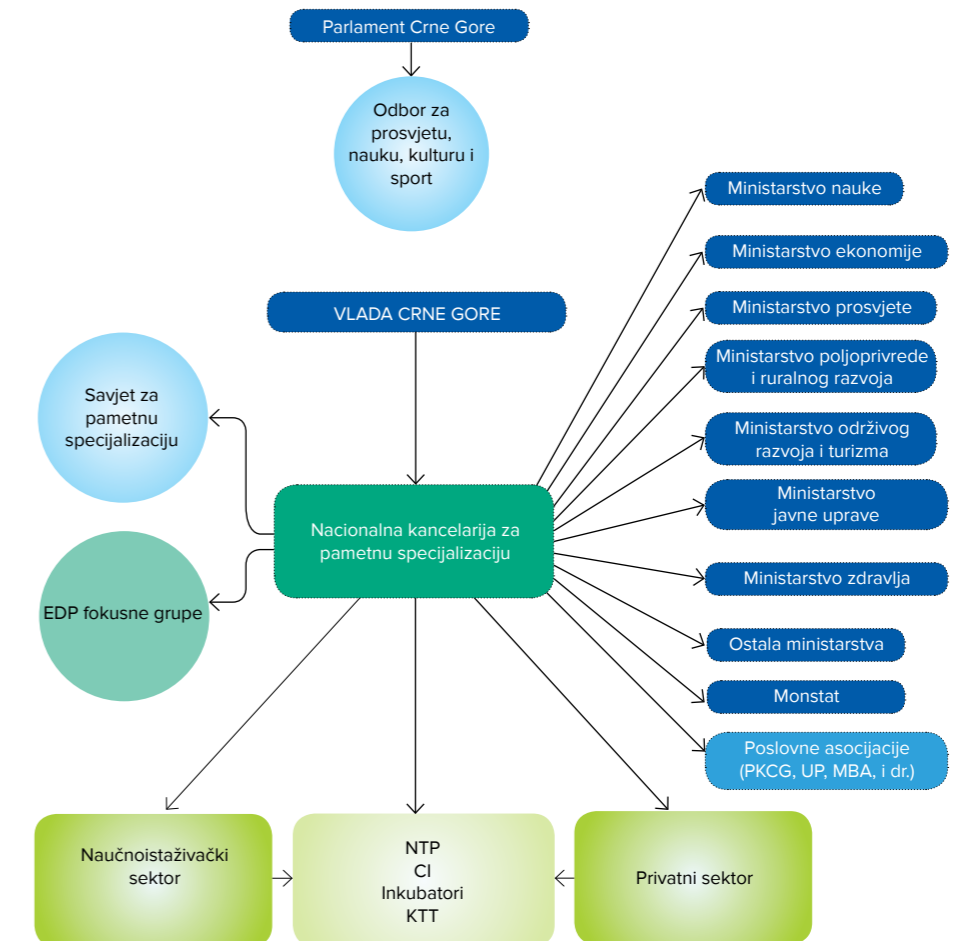 Parlament Crne Gore
Odbor za
prosvjetu,
nauku, kulturu i
sport
VLADA CRNE GORE
Savjet za
pametnu
specijalizaciju
EDP fokusne grupe
Nacionalna kancelarija za
pametnu specijalizaciju
Ministarstvo nauke
Ministarstvo ekonomije
Ministarstvo prosvjete
Ministarstvo poljoprivrede
i ruralnog razvoja
Ministarstvo održivog
razvoja i turizma
Ministarstvo
javne uprave
Ministarstvo zdravlja
Ostala ministarstva
Monstat
Poslovne asocijacije
(PKCG, UP, MBA, i dr.)
Naučnoistaživački
sektor
NTP
CI
Inkubatori
KTT
Privatni sektor